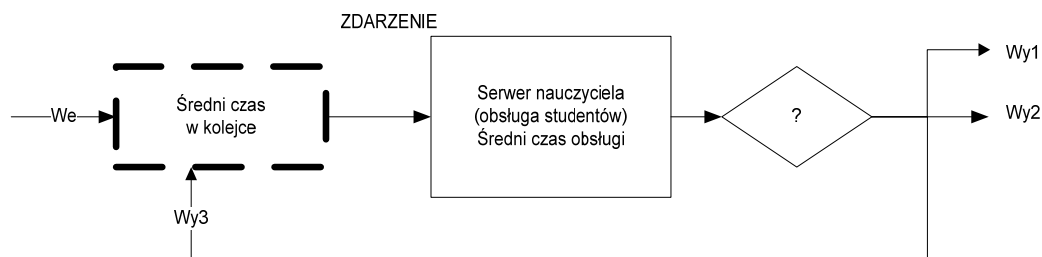 ZDARZENIE
We
Średni czas
w kolejce
Serwer nauczyciela
(obsługa studentów)
Średni czas obsługi
?
Wy1
Wy2
Wy3